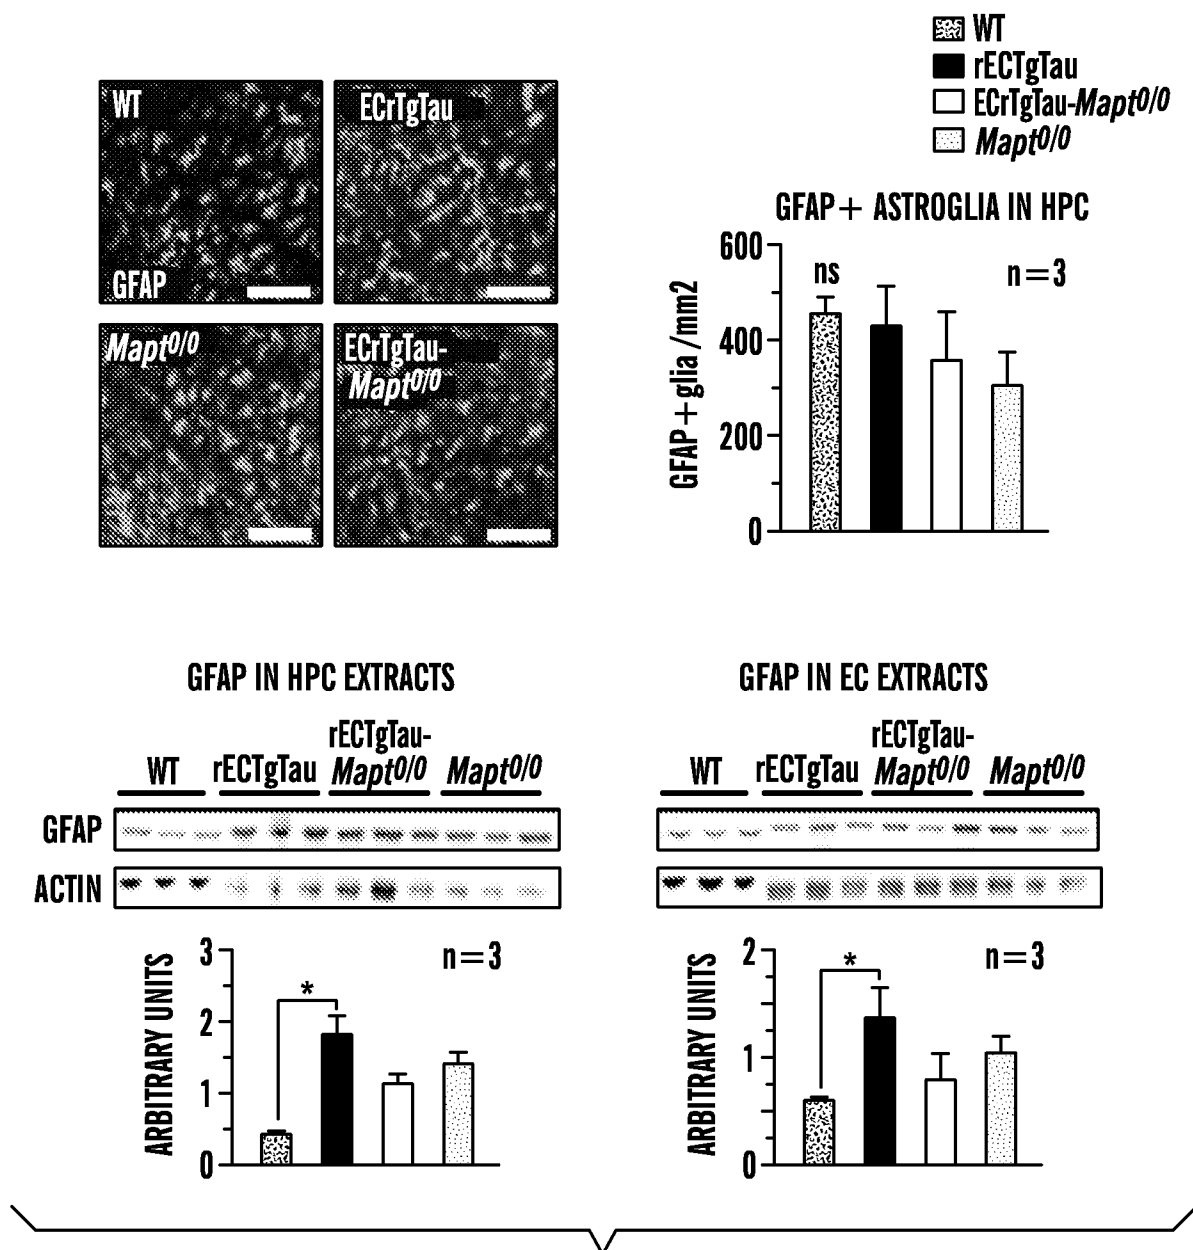 WT
rECTgTau
ECrTgTau-Mapt0/0
Mapt0/0
WT
GFAP
ECrTgTau
Mapt0/0
ECrTgTau-
Mapt0/0
GFAP+ ASTROGLIA IN HPC
600
400
200
0
GFAP+glia /mm2
ns
n=3
GFAP IN HPC EXTRACTS
WT
rECTgTau
rECTgTau-
Mapt0/0
Mapt0/0
GFAP
ACTIN
3
2
1
0
ARBITRARY UNITS
*
n=3
GFAP IN EC EXTRACTS
WT
rECTgTau
rECTgTau-
Mapt0/0
Mapt0/0
2
1
0
ARBITRARY UNITS
*
n=3